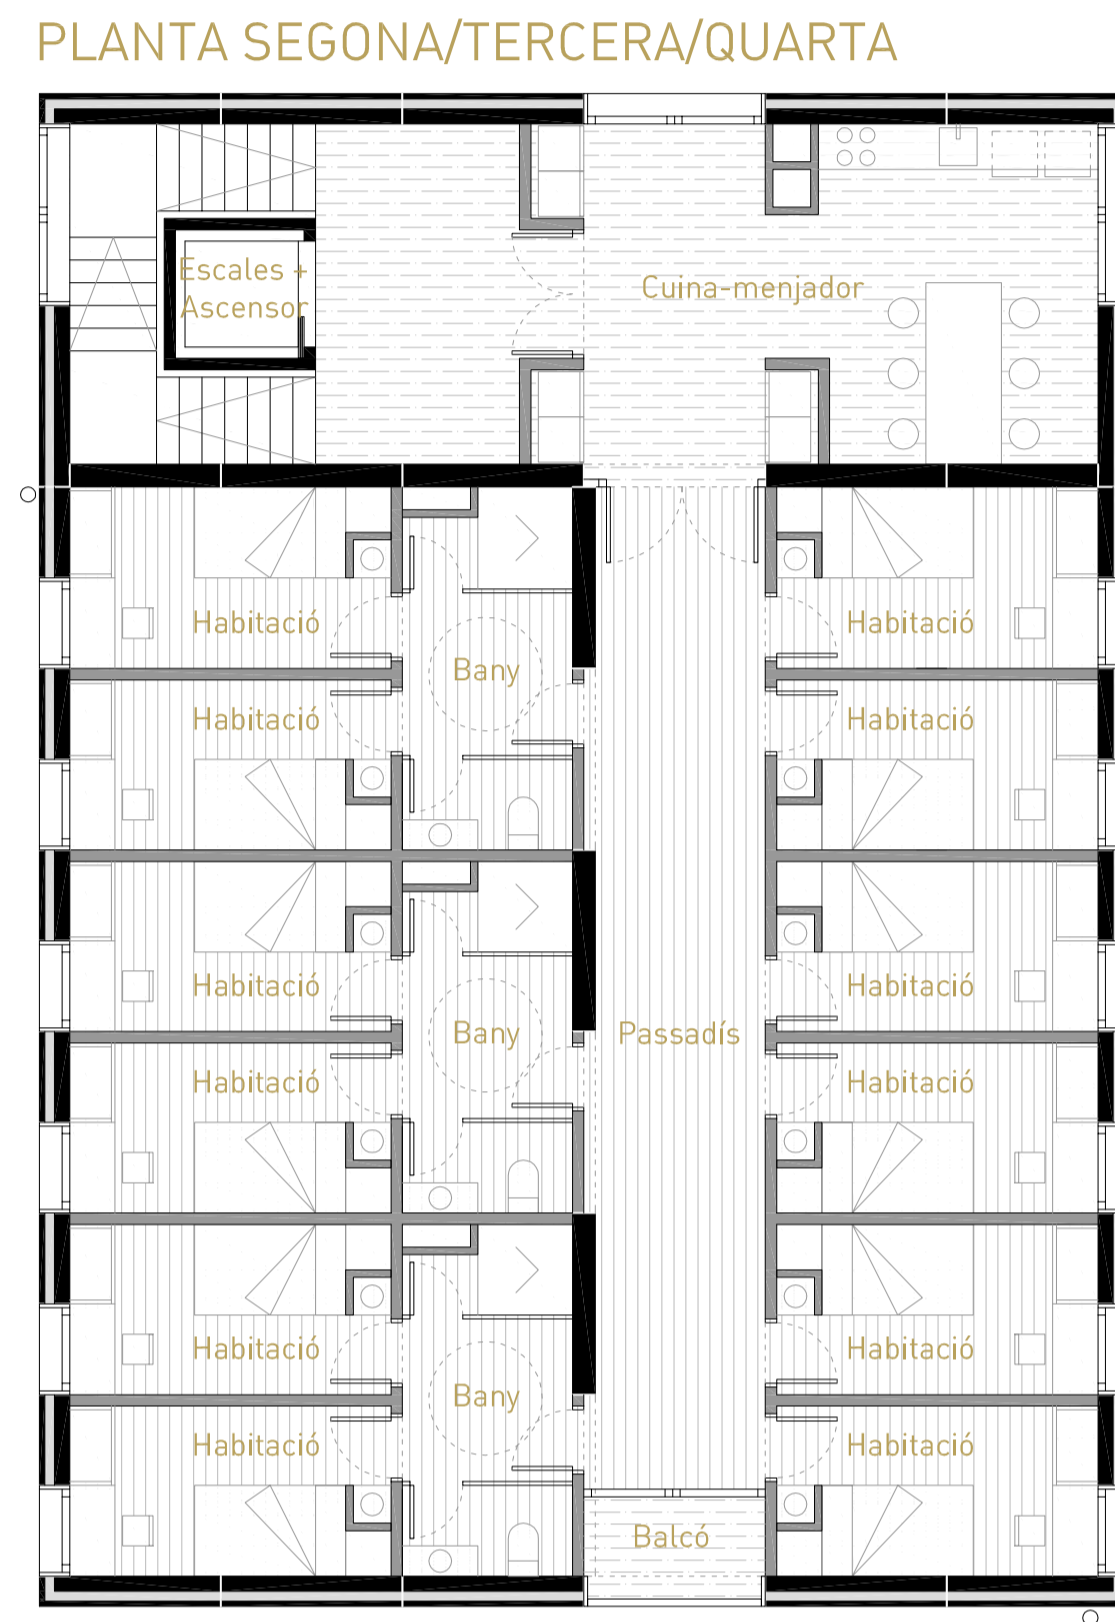 PLANTA SEGONA/TERCERA/QUARTA
Escales +
Ascensor
Cuina-menjador
Habitació
Habitació
Bany
Habitació
Habitació
Habitació
Habitació
Bany
Passadís
Habitació
Habitació
Habitació
Habitació
Bany
Habitació
Habitació
Balcó